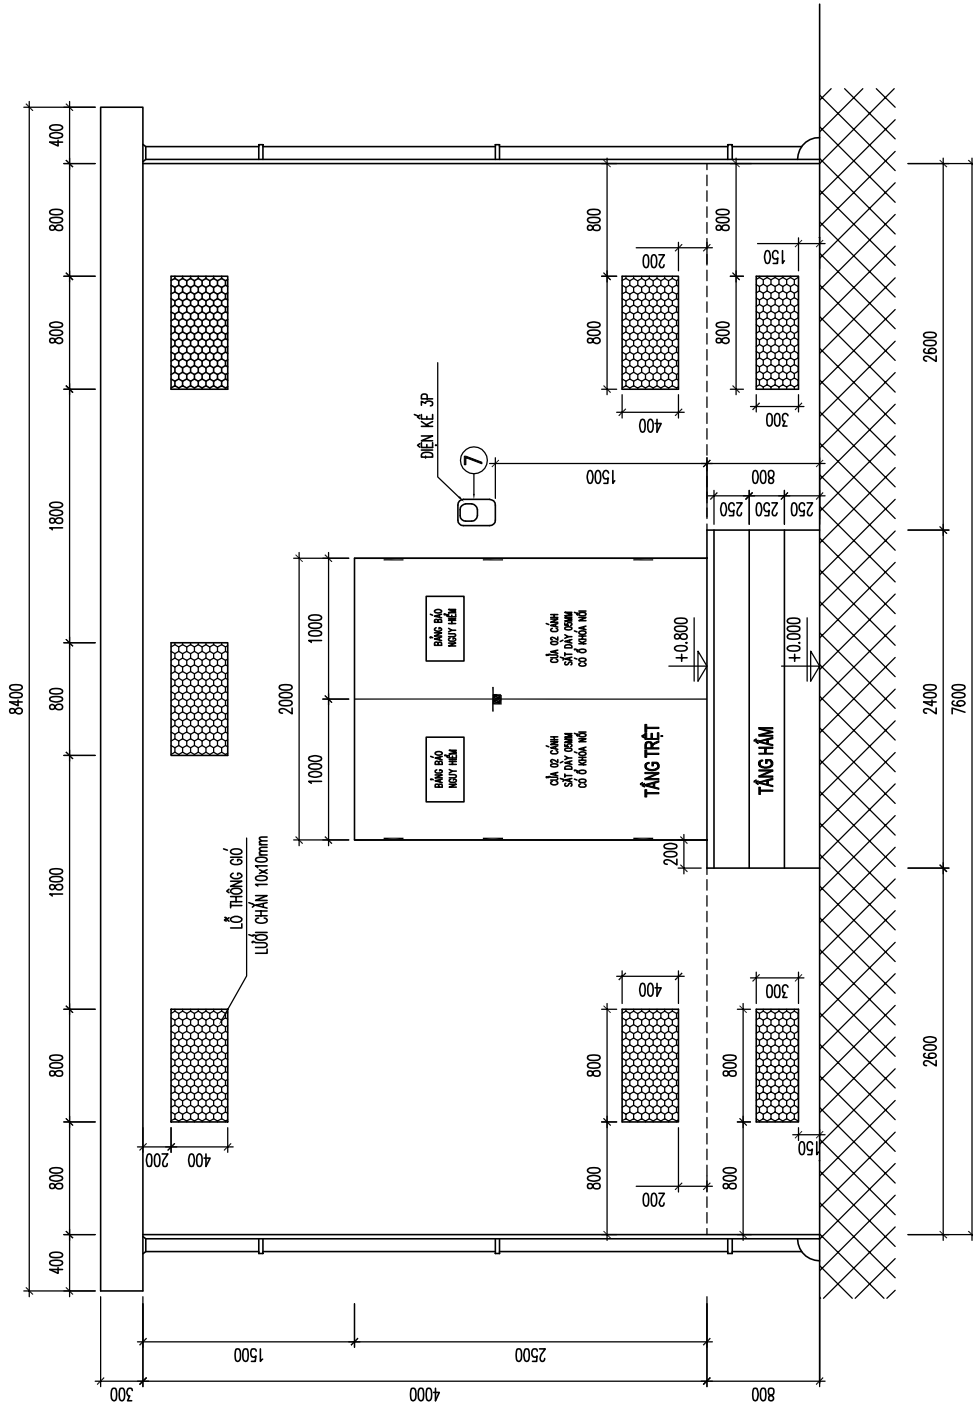 8400
400 800 800 1800 800 1800 800 800 400
300
200
400
1500
LỖ THÔNG GIÓ
LƯỚI CHẮN 10x10mm
2000
1000 1000
4000
2500
BẢNG BÁO
NGUY HIỂM
BẢNG BÁO
NGUY HIỂM
ĐIỆN KẾ 3P
7
CỬA 02 CÁNH
SẮT DÀY 05MM
CÓ Ổ KHÓA NỔI
CỬA 02 CÁNH
SẮT DÀY 05MM
CÓ Ổ KHÓA NỔI
1500
800 800
400
200
800 800
400
200
TẦNG TRỆT
200
+0.800
800
800 800
300
150
250
250
250
800
800 800
300
150
TẦNG HẦM
+0.000
2600 2400 2600
7600